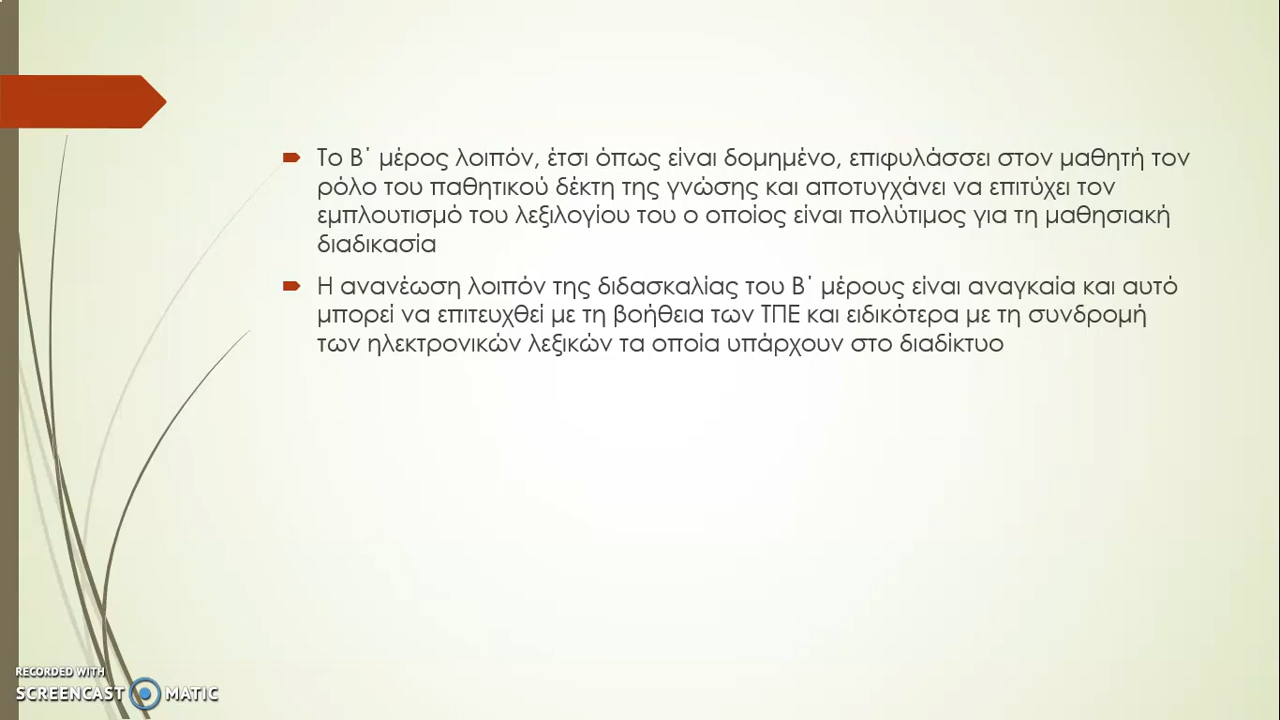 Το Β΄ μέρος λοιπόν, έτσι όπως είναι δομημένο, επιφυλάσσει στον μαθητή τον
ρόλο του παθητικού δέκτη της γνώσης και αποτυγχάνει να επιτύχει τον
εμπλουτισμό του λεξιλογίου του ο οποίος είναι πολύτιμος για τη μαθησιακή
διαδικασία
Η ανανέωση λοιπόν της διδασκαλίας του Β΄ μέρους είναι αναγκαία και αυτό
μπορεί να επιτευχθεί με τη βοήθεια των ΤΠΕ και ειδικότερα με τη συνδρομή
των ηλεκτρονικών λεξικών τα οποία υπάρχουν στο διαδίκτυο
RECORDED WITH
SCREENCAST MATIC